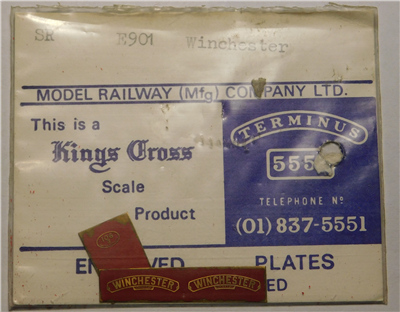 SR E901 Winchester
MODEL RAILWAY (Mfg) COMPANY LTD.
This is a
Kings Cross
Scale
Product
TERMINUS
555
TELEPHONE Nº
(01) 837-5551
PLATES
WINCHESTER WINCHESTER